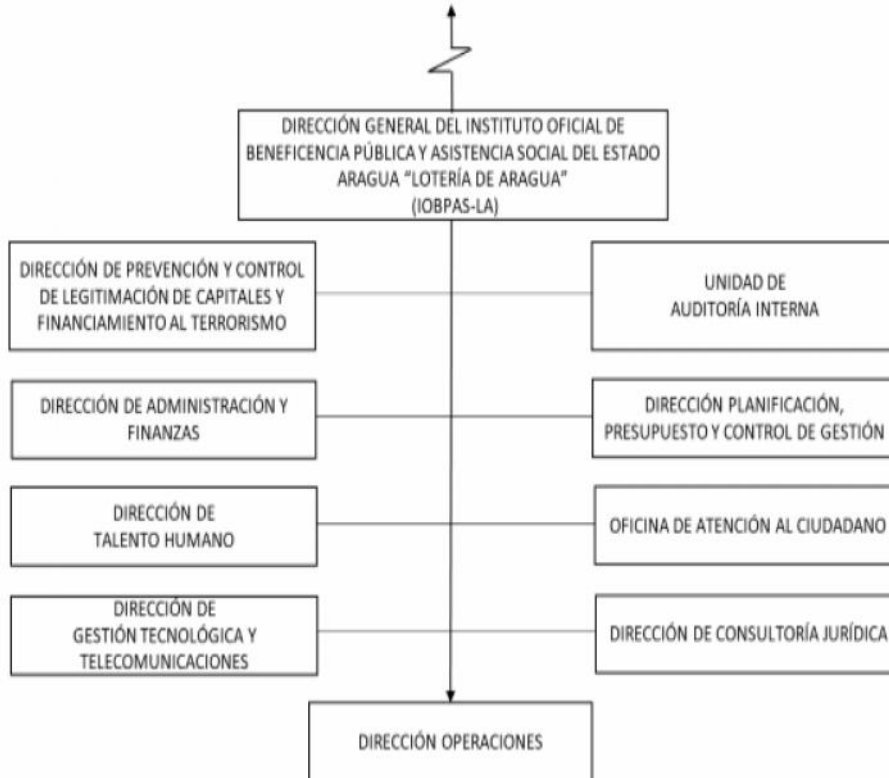 DIRECCIÓN GENERAL DEL INSTITUTO OFICIAL DE
BENEFICENCIA PÚBLICA Y ASISTENCIA SOCIAL DEL ESTADO
ARAGUA "LOTERÍA DE ARAGUA"
(IOBPAS-LA)
DIRECCIÓN DE PREVENCIÓN Y CONTROL
DE LEGITIMACIÓN DE CAPITALES Y
FINANCIAMIENTO AL TERRORISMO
UNIDAD DE
AUDITORÍA INTERNA
DIRECCIÓN DE ADMINISTRACIÓN Y
FINANZAS
DIRECCIÓN PLANIFICACIÓN,
PRESUPUESTO Y CONTROL DE GESTIÓN
DIRECCIÓN DE
TALENTO HUMANO
OFICINA DE ATENCIÓN AL CIUDADANO
DIRECCIÓN DE
GESTIÓN TECNOLÓGICA Y
TELECOMUNICACIONES
DIRECCIÓN DE CONSULTORÍA JURÍDICA
DIRECCIÓN OPERACIONES